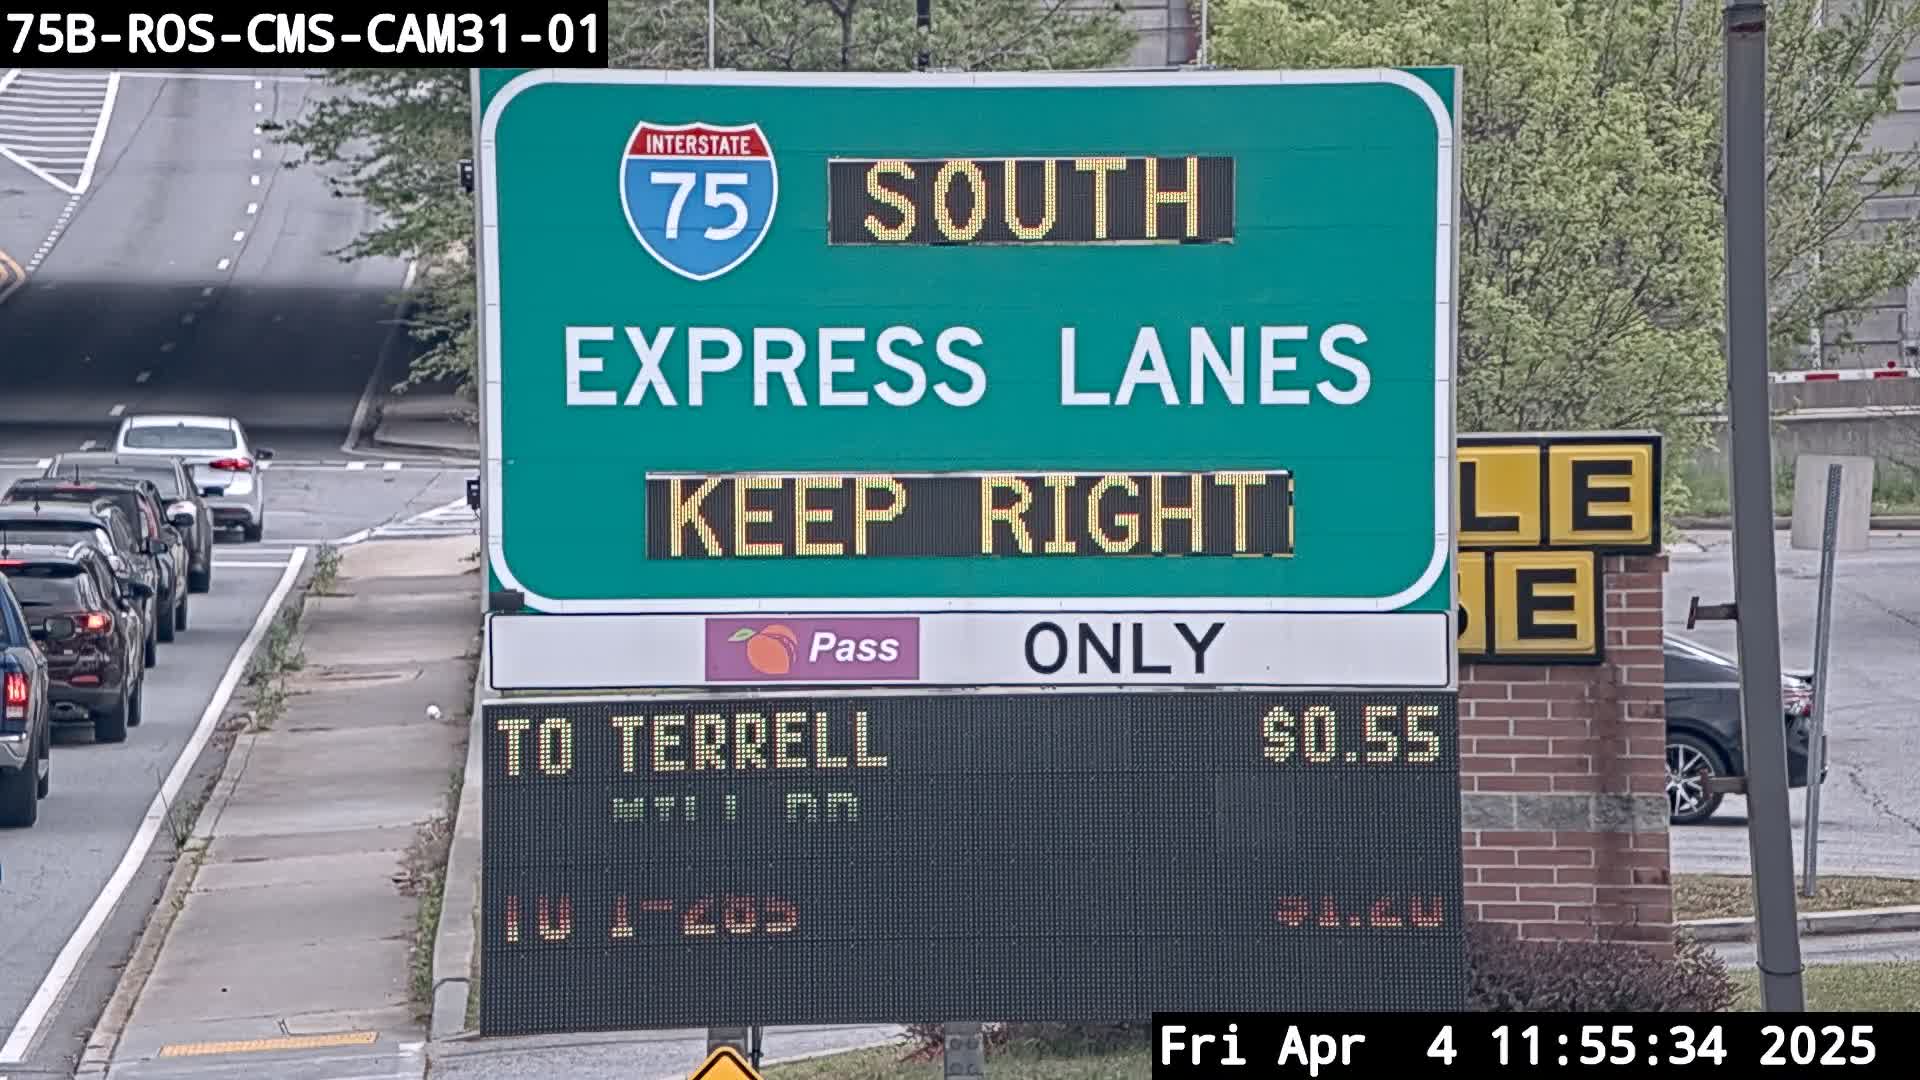 75B-ROS-CMS-CAM31-01
INTERSTATE
75
SOUTH
EXPRESS LANES
KEEP RIGHT
Pass ONLY
TO TERRELL $0.55
LE
E
Fri Apr 4 11:55:34 2025